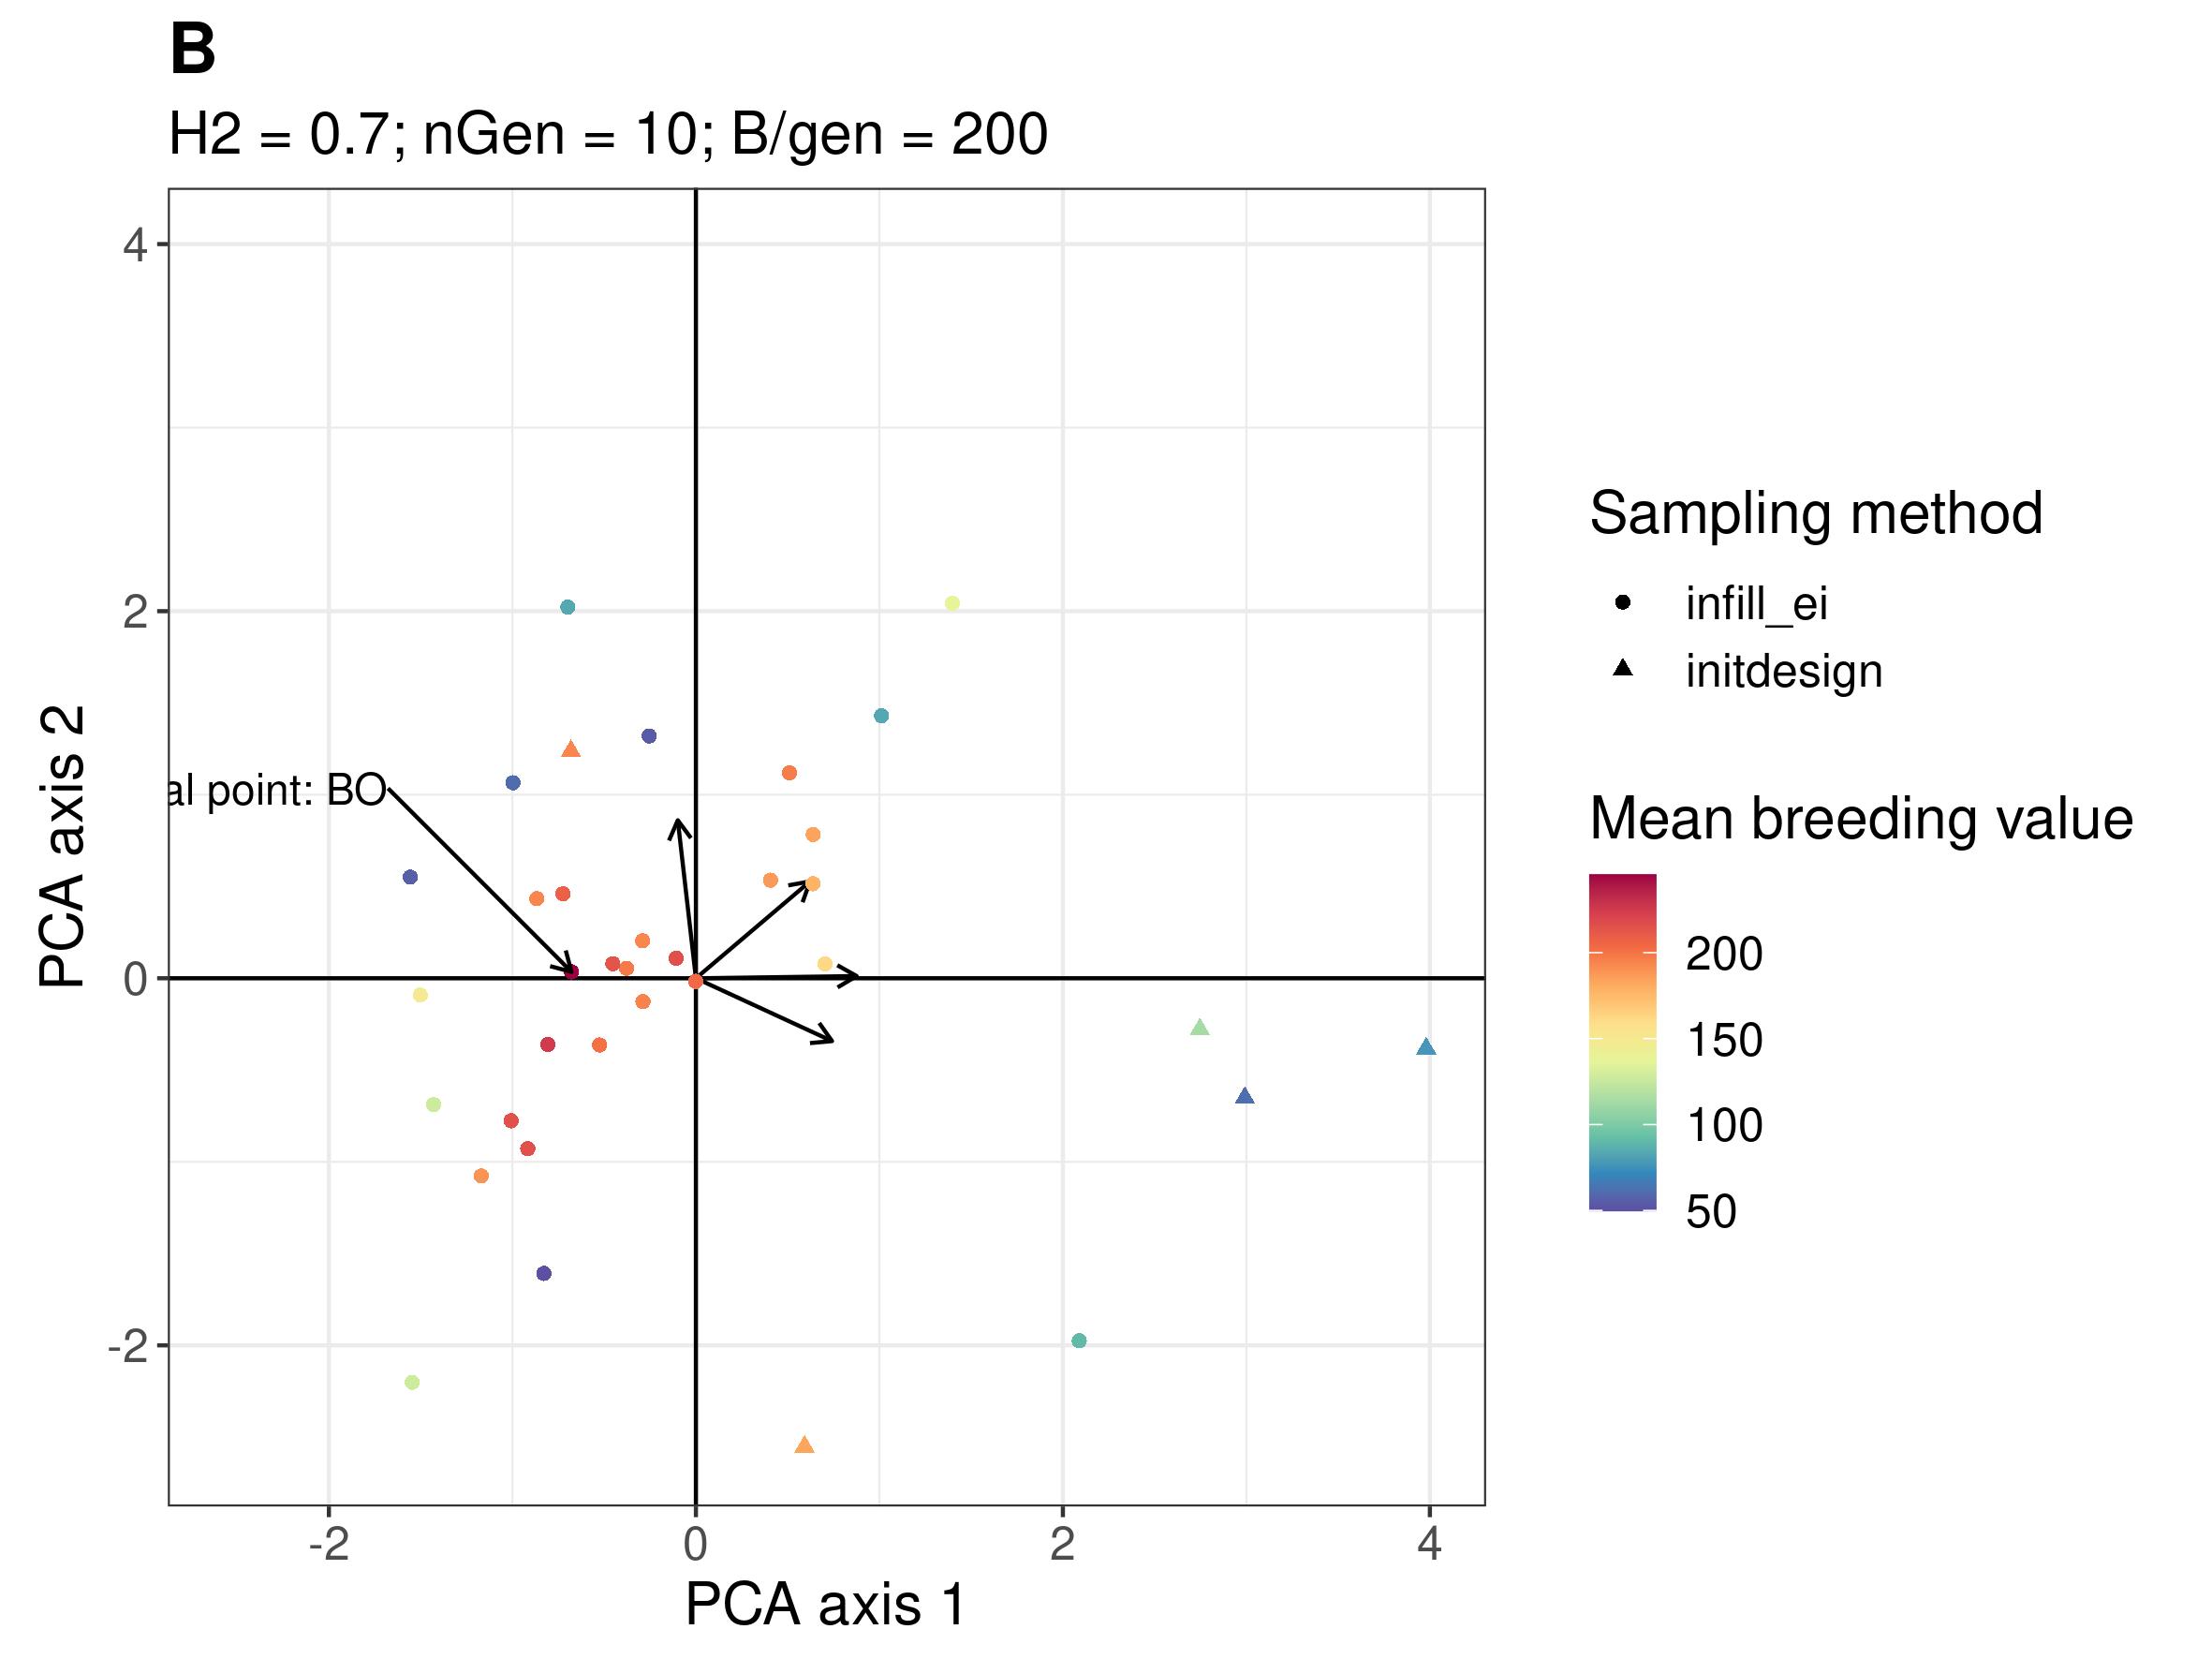 B
H2 = 0.7; nGen = 10; B/gen = 200
PCA axis 2
4
2
0
-2
al point: BO
-2
0
2
4
PCA axis 1
Sampling method
infill_ei
initdesign
Mean breeding value
200
150
100
50